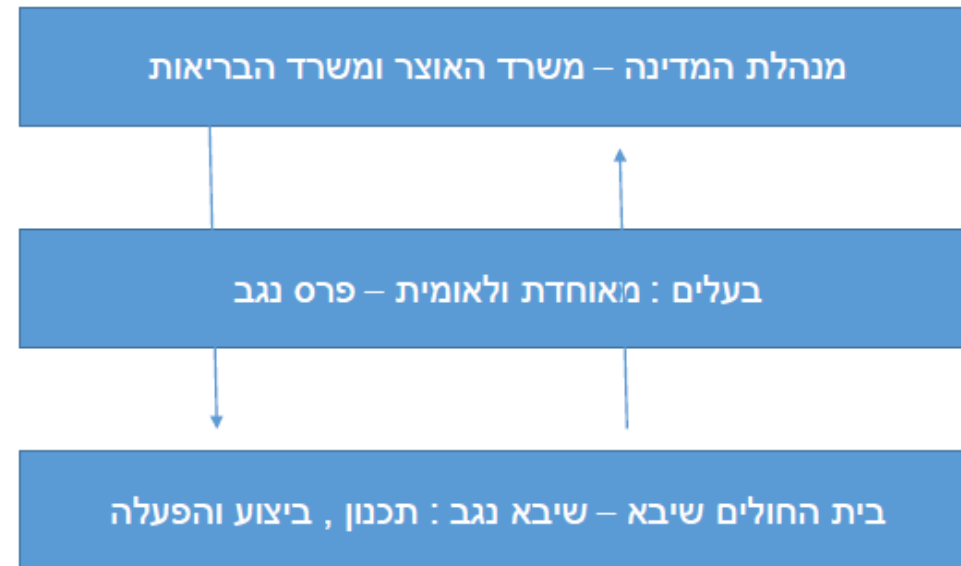 מנהלת המדינה – משרד האוצר ומשרד הבריאות
בעלים : מאוחדת ולאומית – פרס נגב
בית החולים שיבא – שיבא נגב : תכנון , ביצוע והפעלה